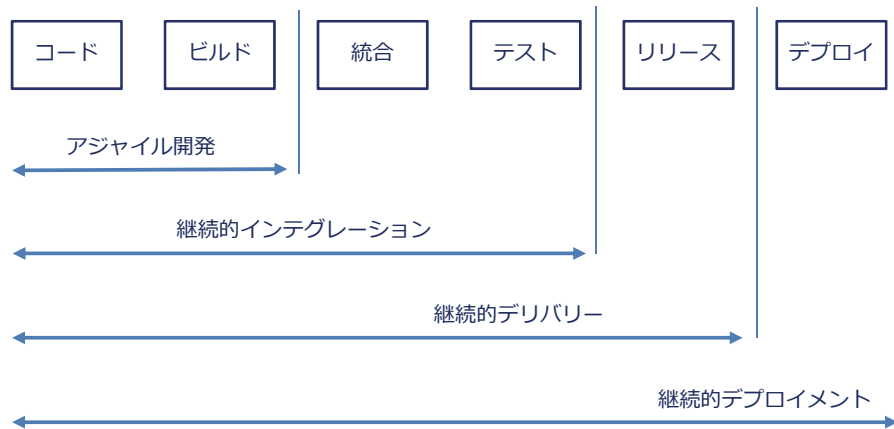 コード
ビルド
統合
テスト
リリース
デプロイ
アジャイル開発
継続的インテグレーション
継続的デリバリー
継続的デプロイメント